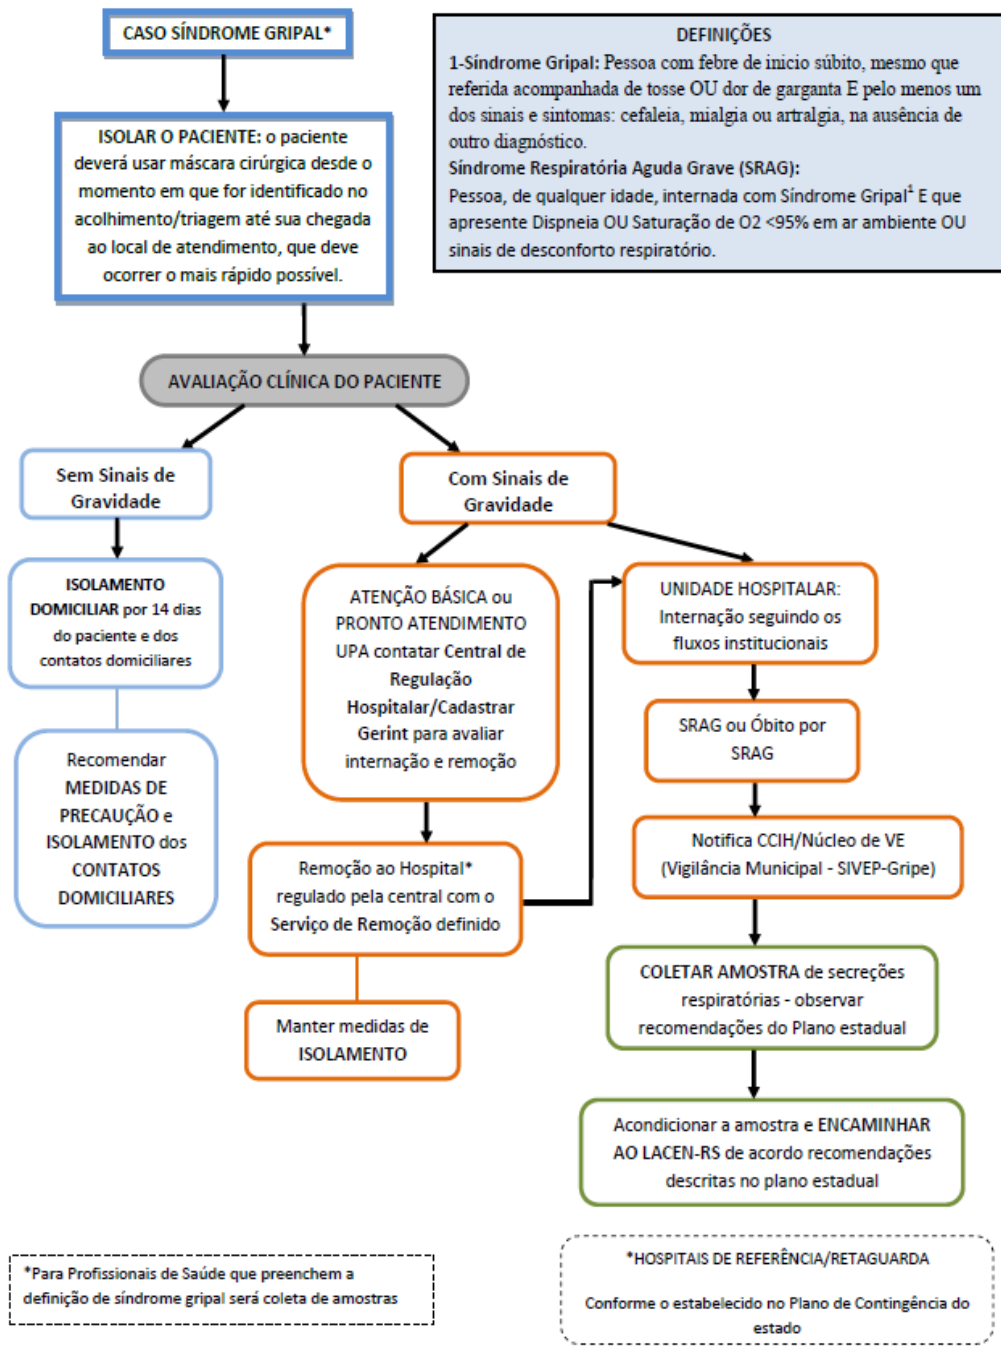 CASO SÍNDROME GRIPAL*
DEFINIÇÕES
1-Síndrome Gripal: Pessoa com febre de inicio súbito, mesmo que
referida acompanhada de tosse OU dor de garganta E pelo menos um
dos sinais e sintomas: cefaleia, mialgia ou artralgia, na ausência de
outro diagnóstico.
Síndrome Respiratória Aguda Grave (SRAG):
Pessoa, de qualquer idade, internada com Síndrome Gripal¹ E que
apresente Dispneia OU Saturação de O2 <95% em ar ambiente OU
sinais de desconforto respiratório.
ISOLAR O PACIENTE: o paciente
deverá usar máscara cirúrgica desde o
momento em que for identificado no
acolhimento/triagem até sua chegada
ao local de atendimento, que deve
ocorrer o mais rápido possível.
AVALIAÇÃO CLÍNICA DO PACIENTE
Sem Sinais de
Gravidade
Com Sinais de
Gravidade
ISOLAMENTO
DOMICILIAR por 14 dias
do paciente e dos
contatos domiciliares
Recomendar
MEDIDAS DE
PRECAUÇÃO e
ISOLAMENTO dos
CONTATOS
DOMICILIARES
ATENÇÃO BÁSICA ou
PRONTO ATENDIMENTO
UPA contatar Central de
Regulação
Hospitalar/Cadastrar
Gerint para avaliar
internação e remoção
Remoção ao Hospital*
regulado pela central com o
Serviço de Remoção definido
Manter medidas de
ISOLAMENTO
UNIDADE HOSPITALAR:
Internação seguindo os
fluxos institucionais
SRAG ou Óbito por
SRAG
Notifica CCIH/Núcleo de VE
(Vigilância Municipal - SIVEP-Gripe)
COLETAR AMOSTRA de secreções
respiratórias - observar
recomendações do Plano estadual
Acondicionar a amostra e ENCAMINHAR
AO LACEN-RS de acordo recomendações
descritas no plano estadual
*Para Profissionais de Saúde que preenchem a
definição de síndrome gripal será coleta de amostras
*HOSPITAIS DE REFERÊNCIA/RETAGUARDA
Conforme o estabelecido no Plano de Contingência do
estado